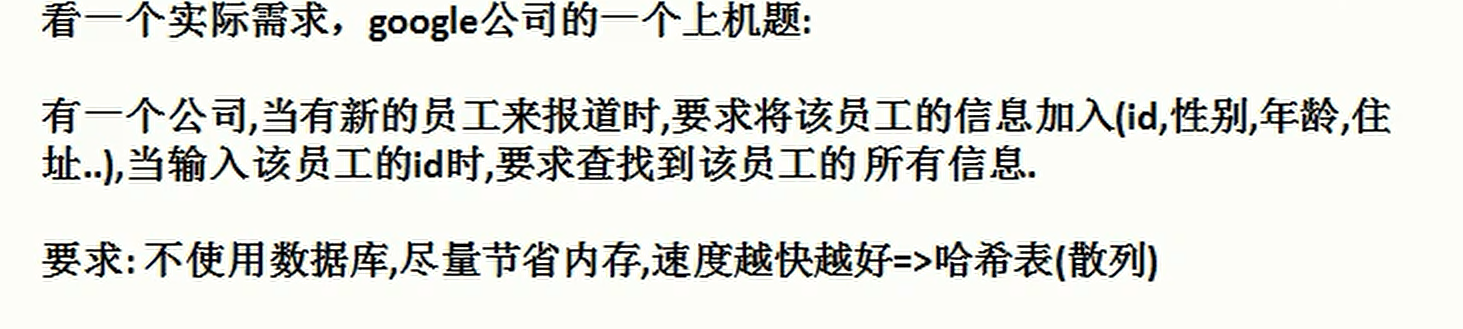 看一个实际需求，google公司的一个上机题:
有一个公司,当有新的员工来报道时,要求将该员工的信息加入(id,性别,年龄,住
址..),当输入该员工的id时,要求查找到该员工的 所有信息.
要求: 不使用数据库,尽量节省内存,速度越快越好=>哈希表(散列)